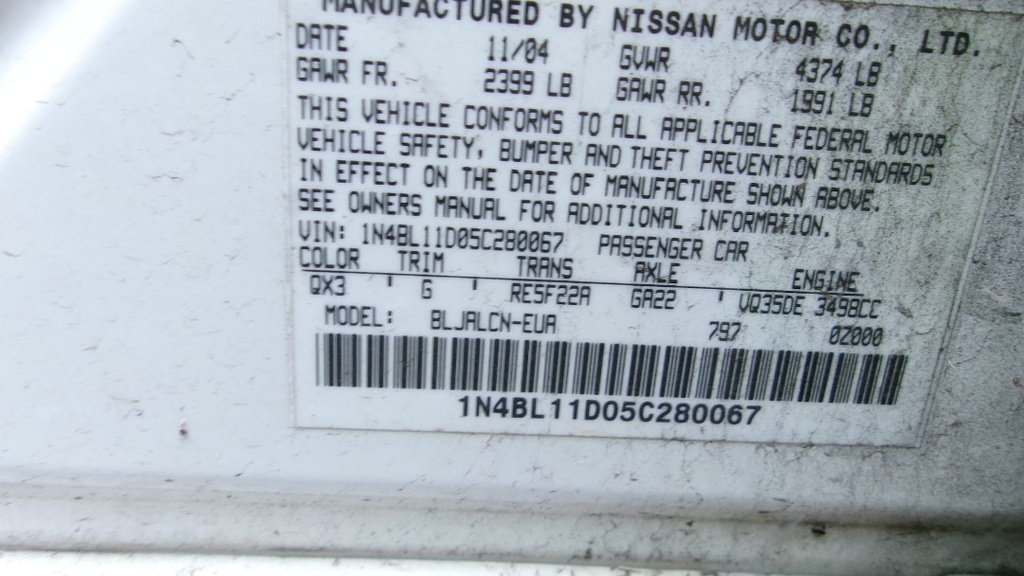 MANUFACTURED BY NISSAN MOTOR CO., LTD.
DATE 11/04 GVWR 4374 LB
GAWR FR. 2399 LB GAWR RR. 1991 LB
THIS VEHICLE CONFORMS TO ALL APPLICABLE FEDERAL MOTOR
VEHICLE SAFETY, BUMPER AND THEFT PREVENTION STANDARDS
IN EFFECT ON THE DATE OF MANUFACTURE SHOWN ABOVE.
SEE OWNERS MANUAL FOR ADDITIONAL INFORMATION.
VIN: 1N4BL11D05C280067 PASSENGER CAR
COLOR TRIM TRANS AXLE ENGINE
QX3 ' G ' RE5F22A GA22 ' VQ35DE 3498CC
MODEL: BLJALCN-EUA 797 0Z000
1N4BL11D05C280067